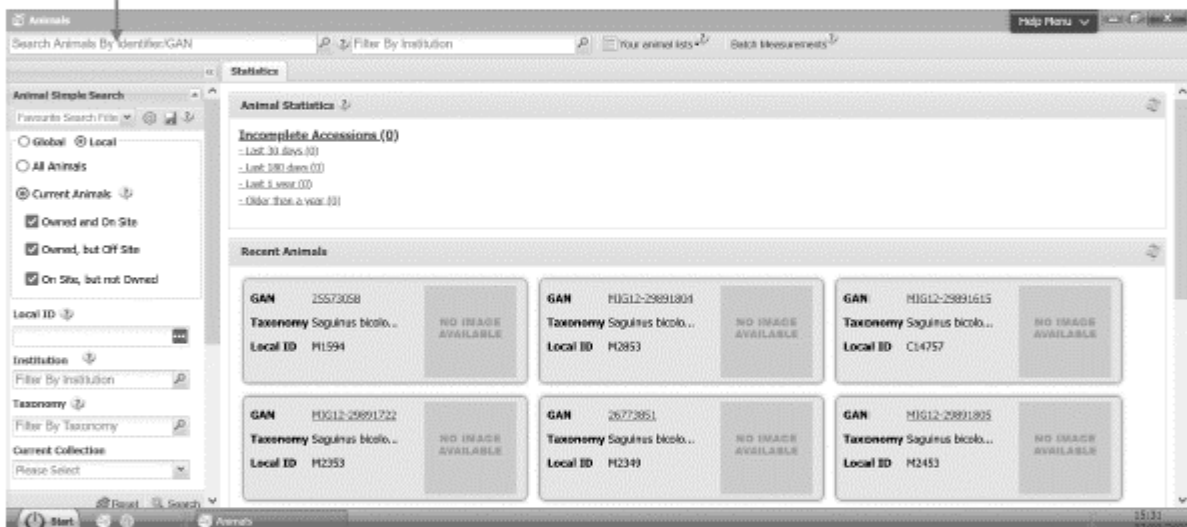 Animals
Help Menu
Search Animals By Identifier/GAN
Filter By Institution
Your animal lists
Batch Measurements
Statistics
Animal Simple Search
Favourite Search Filte
Global Local
All Animals
Current Animals
Owned and On Site
Owned, but Off Site
On Site, but not Owned
Local ID
Institution
Filter By Institution
Taxonomy
Filter By Taxonomy
Current Collection
Please Select
Reset Search
Animal Statistics
Incomplete Accessions (0)
- Last 30 days (0)
- Last 180 days (0)
- Last 1 year (0)
- Older than a year (0)
Recent Animals
GAN 25573058
Taxonomy Saguinus bicolo...
Local ID M1594
NO IMAGE
AVAILABLE
GAN MIG12-29891804
Taxonomy Saguinus bicolo...
Local ID M2853
NO IMAGE
AVAILABLE
GAN MIG12-29891615
Taxonomy Saguinus bicolo...
Local ID C14757
NO IMAGE
AVAILABLE
GAN MIG12-29891722
Taxonomy Saguinus bicolo...
Local ID M2353
NO IMAGE
AVAILABLE
GAN 26773851
Taxonomy Saguinus bicolo...
Local ID M2349
NO IMAGE
AVAILABLE
GAN MIG12-29891805
Taxonomy Saguinus bicolo...
Local ID M2453
NO IMAGE
AVAILABLE
Start
Animals
15:31